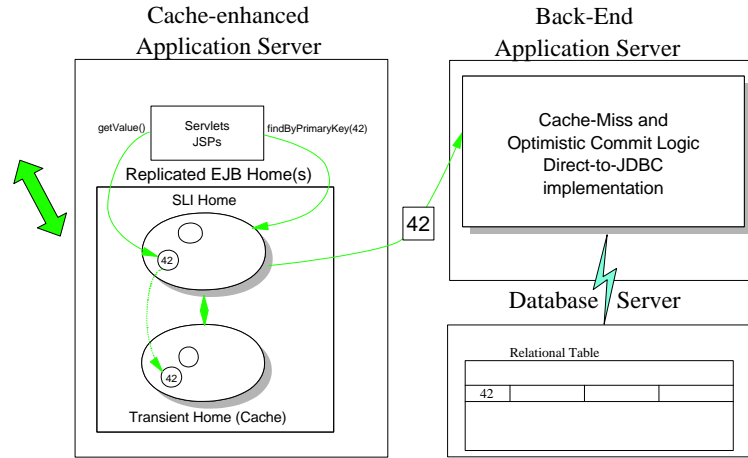 Cache-enhanced
Application Server
Back-End
Application Server
getValue()
Servlets
JSPs
findByPrimaryKey(42)
Replicated EJB Home(s)
SLI Home
42
42
Transient Home (Cache)
42
Cache-Miss and
Optimistic Commit Logic
Direct-to-JDBC
implementation
Database Server
Relational Table
42